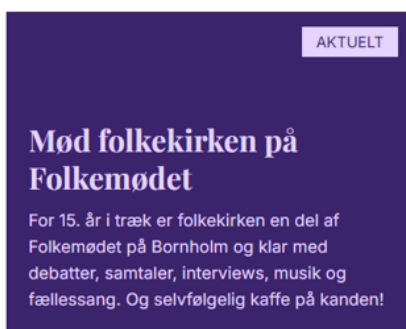 AKTUELT
Mød folkekirken på
Folkemødet
For 15. år i træk er folkekirken en del af
Folkemødet på Bornholm og klar med
debatter, samtaler, interviews, musik og
fællessang. Og selvfølgelig kaffe på kanden!